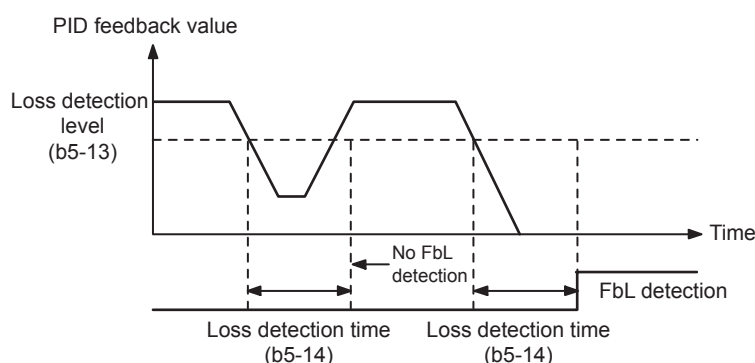 PID feedback value
Loss detection
level
(b5-13)
Time
No FbL
detection
FbL detection
Loss detection time
(b5-14)
Loss detection time
(b5-14)